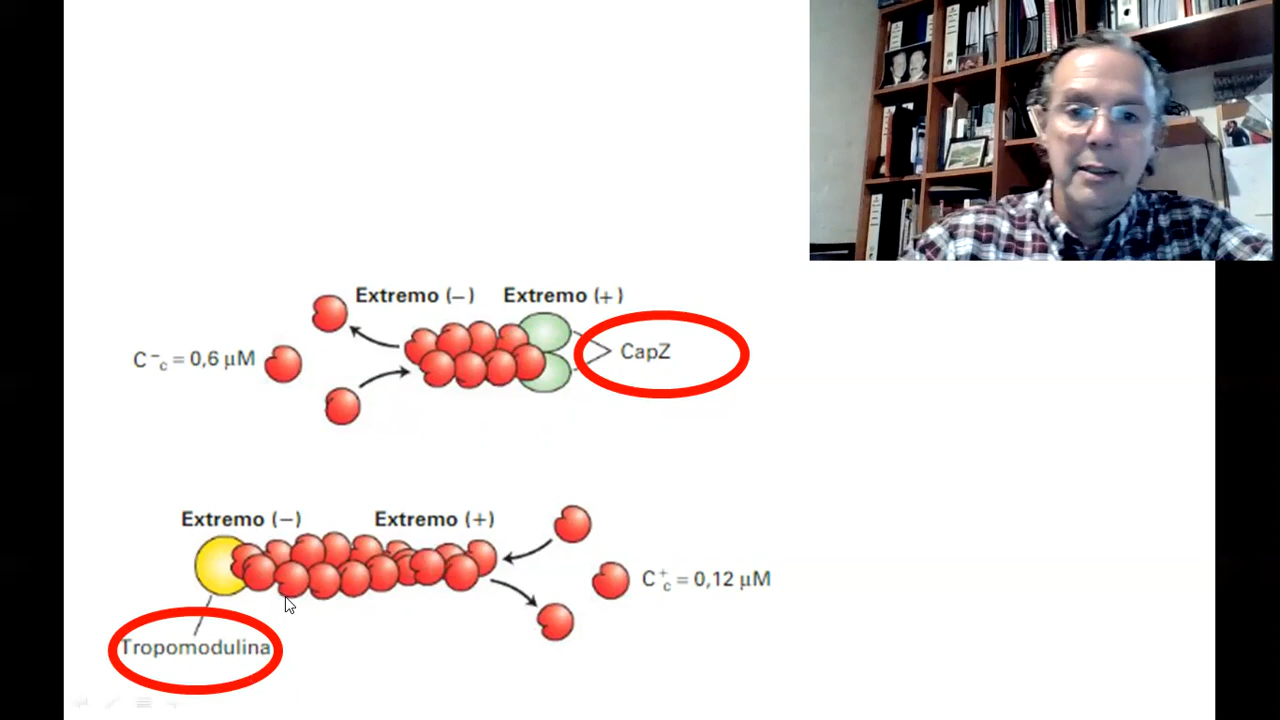 Extremo (−) Extremo (+)
C⁻c = 0,6 µM
CapZ
Extremo (−) Extremo (+)
C⁺c = 0,12 µM
Tropomodulina